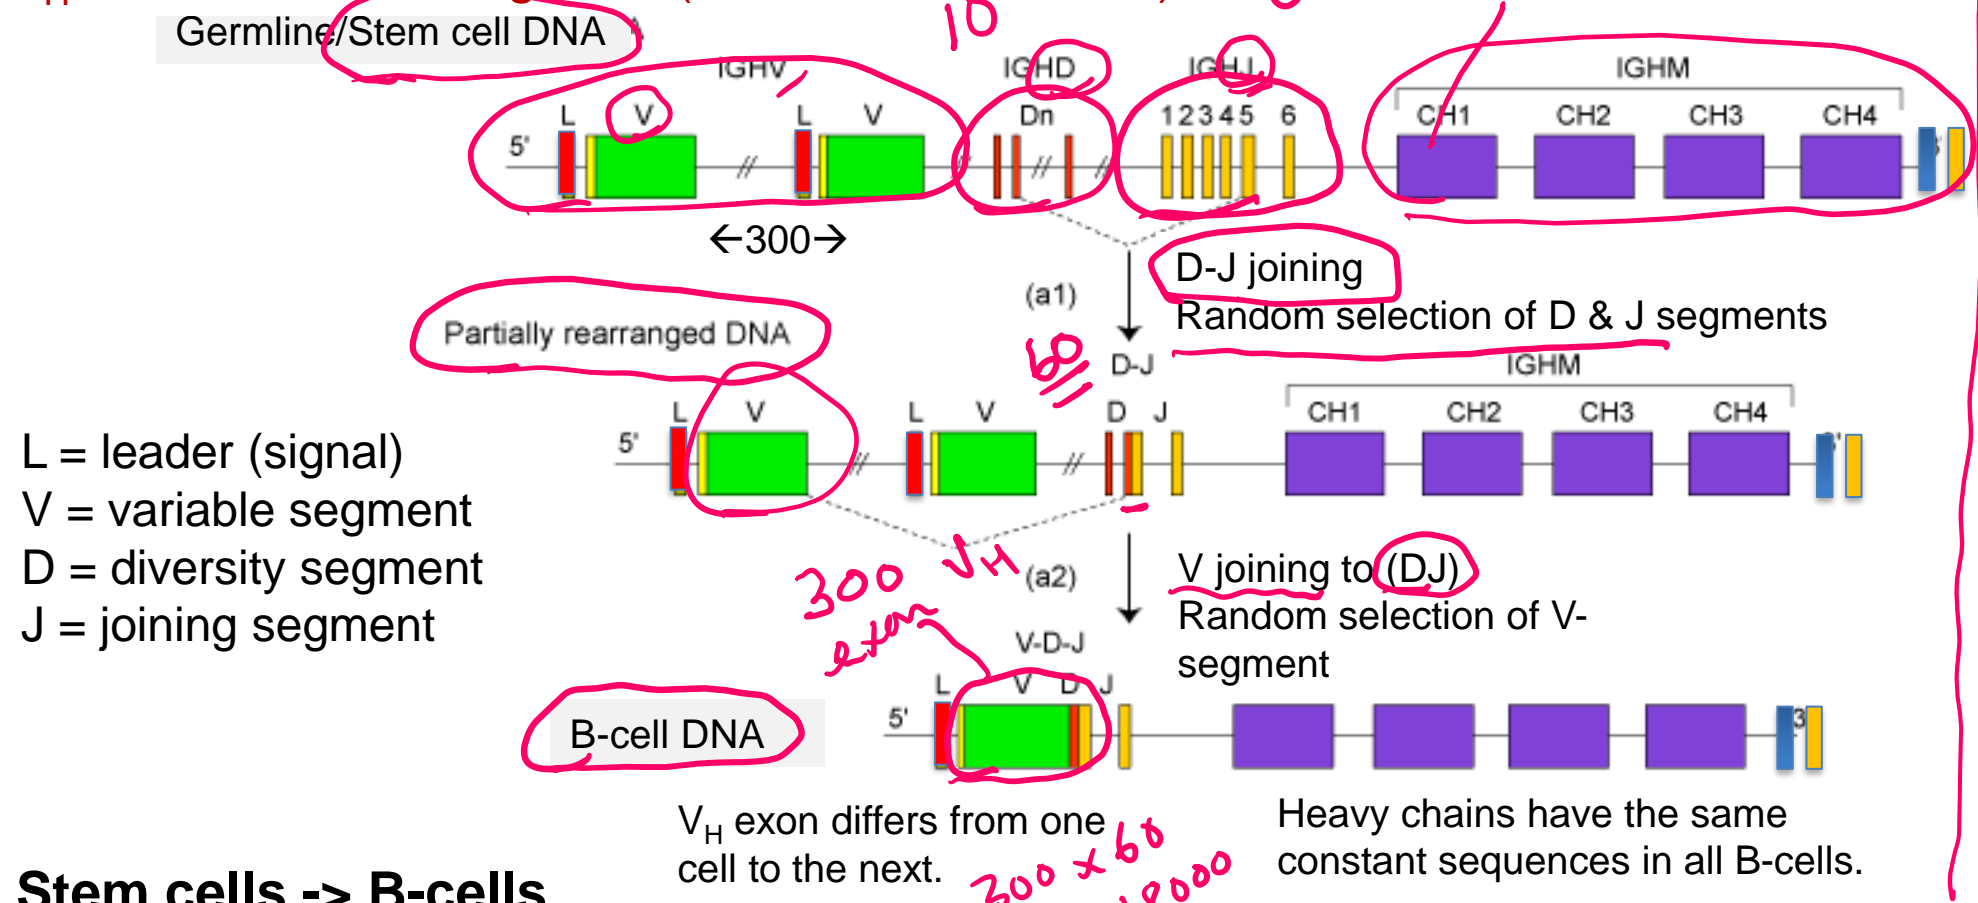 Germline/Stem cell DNA
10
IGHV
IGHD
IGHJ
IGHM
L V L V Dn 1 2 3 4 5 6 CH1 CH2 CH3 CH4
5'
←300→
D-J joining
(a1)
Random selection of D & J segments
Partially rearranged DNA
60
D-J
IGHM
L V L V D J CH1 CH2 CH3 CH4
5'
L = leader (signal)
V = variable segment
D = diversity segment
J = joining segment
300 VH
exon
(a2)
V joining to (DJ)
Random selection of V-
segment
V-D-J
L V D J
5'
3
B-cell DNA
VH exon differs from one
cell to the next.
300 x 60
18000
Heavy chains have the same
constant sequences in all B-cells.
Stem cells -> B-cells